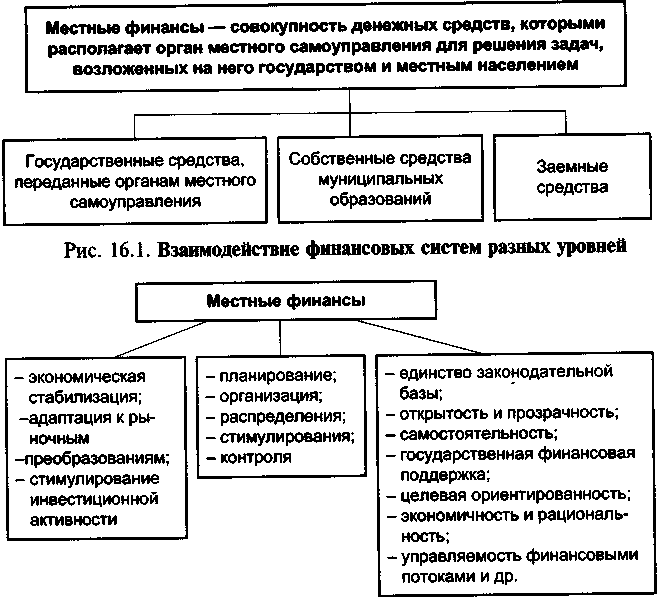 Местные финансы — совокупность денежных средств, которыми
располагает орган местного самоуправления для решения задач,
возложенных на него государством и местным населением
Государственные средства,
переданные органам местного
самоуправления
Собственные средства
муниципальных
образований
Заемные
средства
Рис. 16.1. Взаимодействие финансовых систем разных уровней
Местные финансы
– экономическая
стабилизация;
–адаптация к ры-
ночным
–преобразованиям;
– стимулирование
инвестиционной
активности
– планирование;
– организация;
– распределения;
– стимулирования;
– контроля
– единство законодательной
базы;
– открытость и прозрачность;
– самостоятельность;
– государственная финансовая
поддержка;
– целевая ориентированность;
– экономичность и рациональ-
ность;
– управляемость финансовыми
потоками и др.